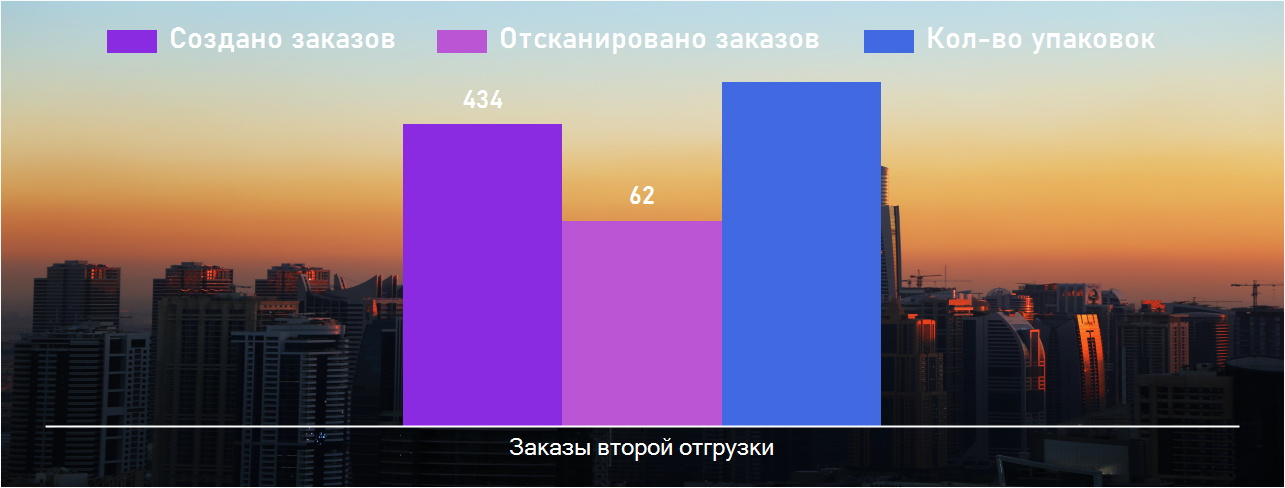 Создано заказов Отсканировано заказов Кол-во упаковок
434
62
Заказы второй отгрузки